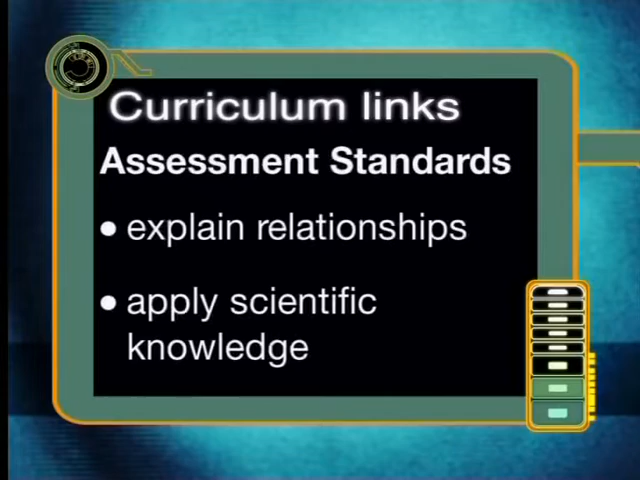 Curriculum links
Assessment Standards
• explain relationships
• apply scientific
knowledge